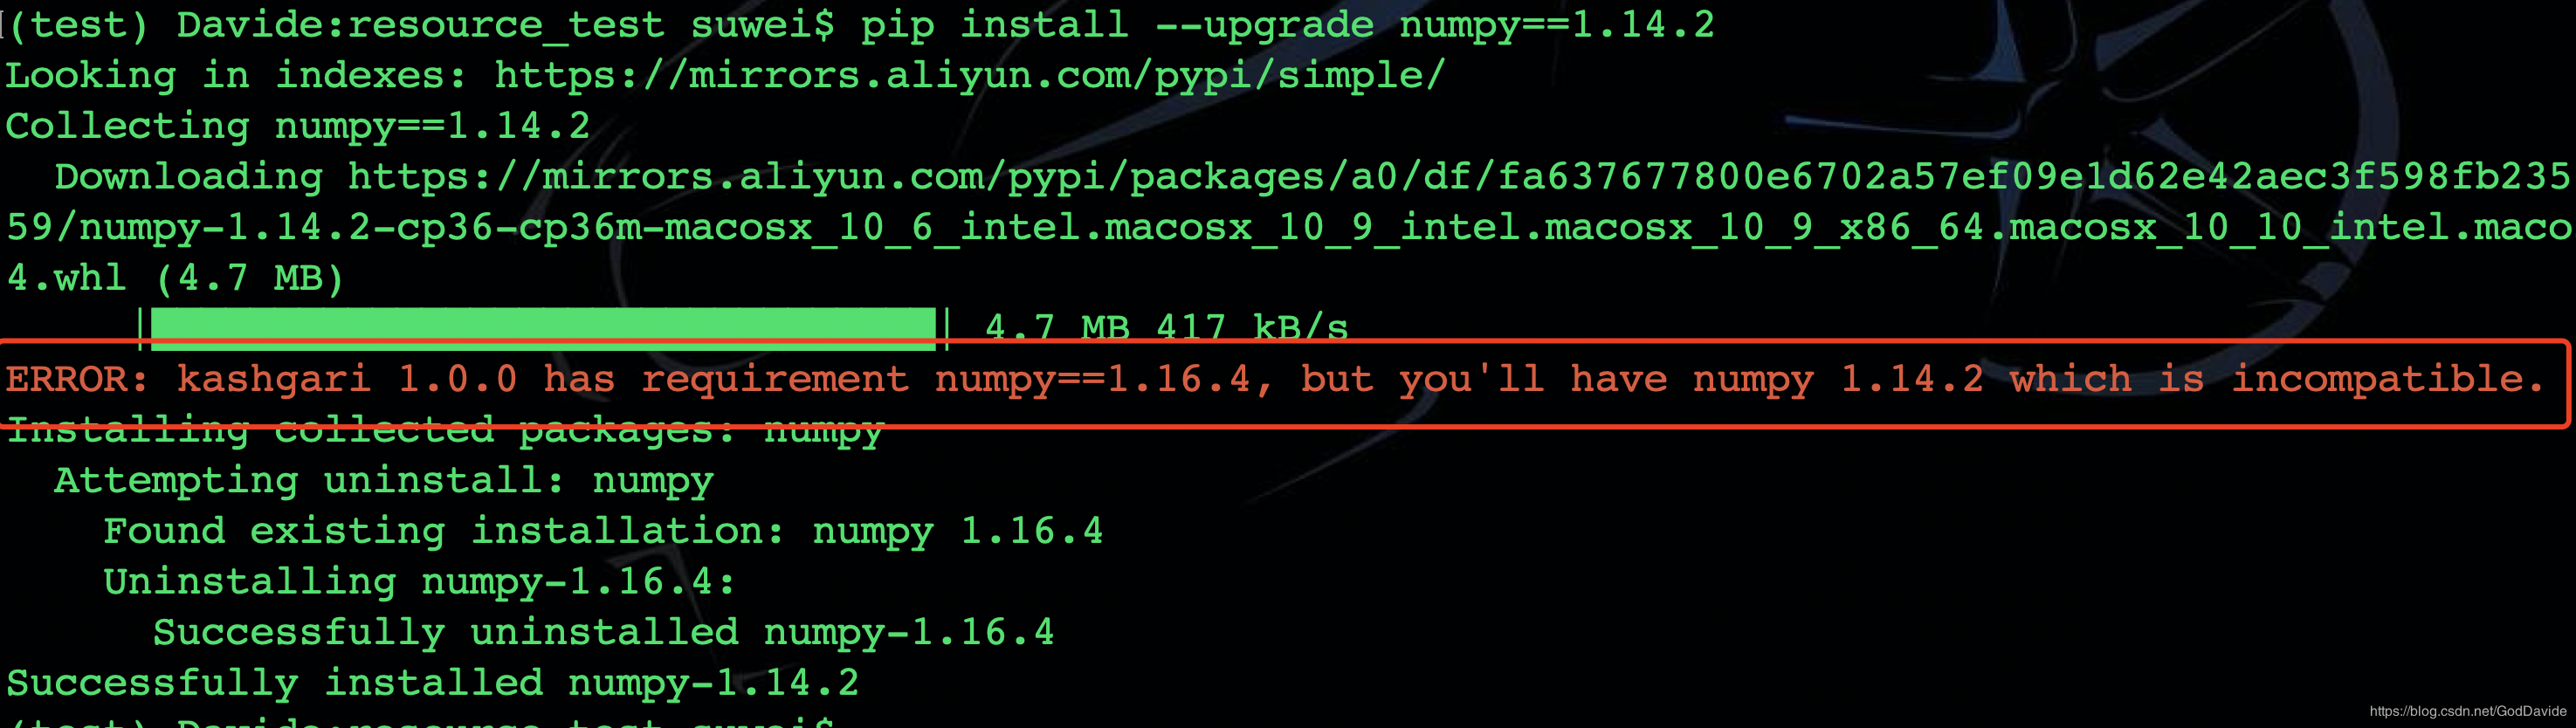 (test) Davide:resource_test suwei$ pip install --upgrade numpy==1.14.2
Looking in indexes: https://mirrors.aliyun.com/pypi/simple/
Collecting numpy==1.14.2
  Downloading https://mirrors.aliyun.com/pypi/packages/a0/df/fa637677800e6702a57ef09e1d62e42aec3f598fb235
59/numpy-1.14.2-cp36-cp36m-macosx_10_6_intel.macosx_10_9_intel.macosx_10_9_x86_64.macosx_10_10_intel.maco
4.whl (4.7 MB)
     || 4.7 MB 417 kB/s
ERROR: kashgari 1.0.0 has requirement numpy==1.16.4, but you'll have numpy 1.14.2 which is incompatible.
Installing collected packages: numpy
  Attempting uninstall: numpy
    Found existing installation: numpy 1.16.4
    Uninstalling numpy-1.16.4:
      Successfully uninstalled numpy-1.16.4
Successfully installed numpy-1.14.2
(test) Davide:resource_test suwei$
https://blog.csdn.net/GodDavide